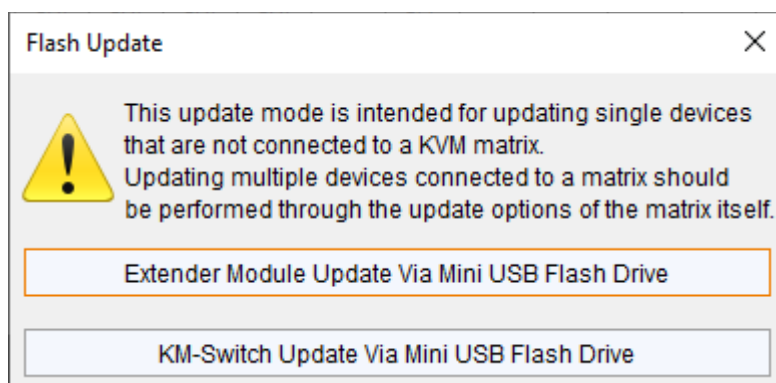 Flash Update
This update mode is intended for updating single devices
that are not connected to a KVM matrix.
Updating multiple devices connected to a matrix should
be performed through the update options of the matrix itself.
Extender Module Update Via Mini USB Flash Drive
KM-Switch Update Via Mini USB Flash Drive